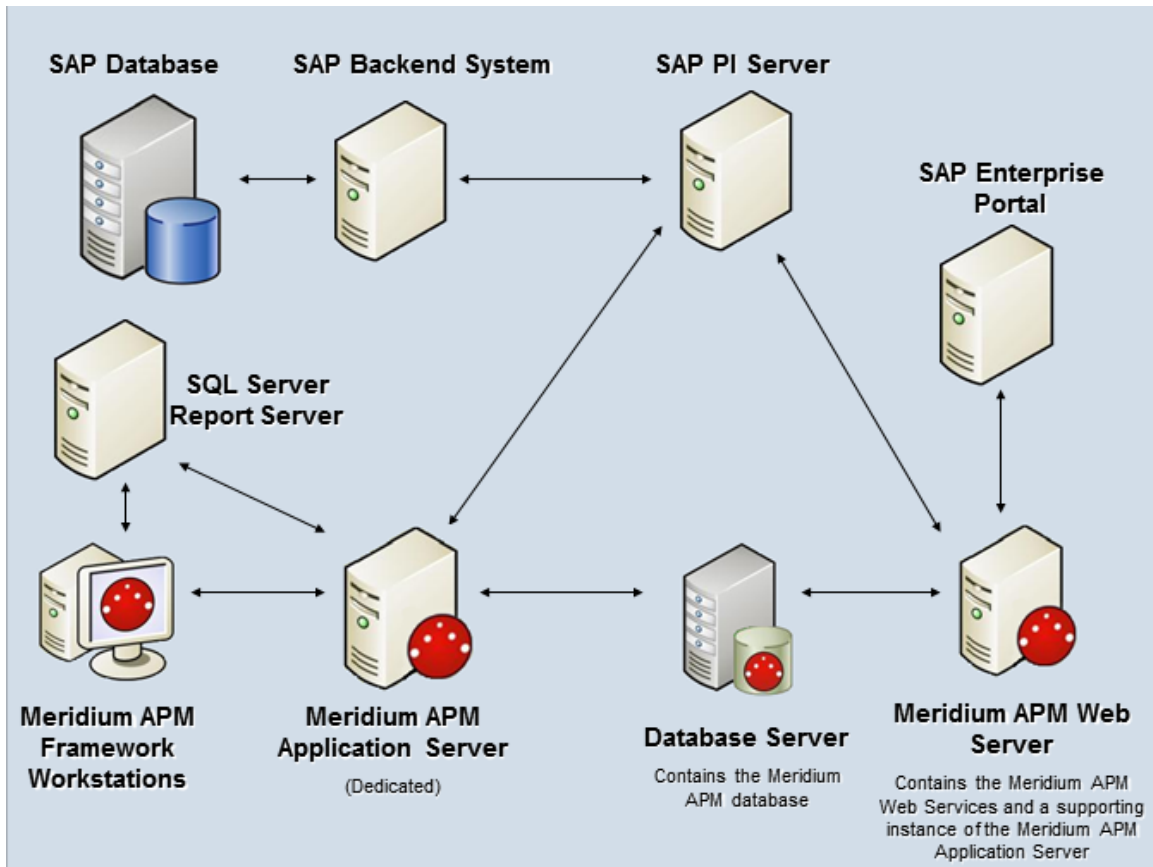 SAP Database
SAP Backend System
SAP PI Server
SAP Enterprise
Portal
SQL Server
Report Server
Meridium APM
Framework
Workstations
Meridium APM
Application Server
(Dedicated)
Database Server
Contains the Meridium
APM database
Meridium APM Web
Server
Contains the Meridium APM
Web Services and a supporting
instance of the Meridium APM
Application Server